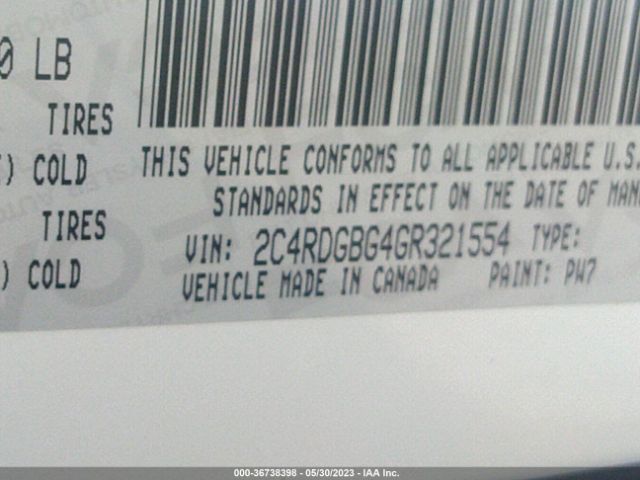 0 LB
TIRES
) COLD
TIRES
) COLD
THIS VEHICLE CONFORMS TO ALL APPLICABLE U.S.
STANDARDS IN EFFECT ON THE DATE OF MAN
VIN: 2C4RDGBG4GR321554 TYPE:
VEHICLE MADE IN CANADA PAINT: PW7
000-36738398 - 05/30/2023 - IAA Inc.